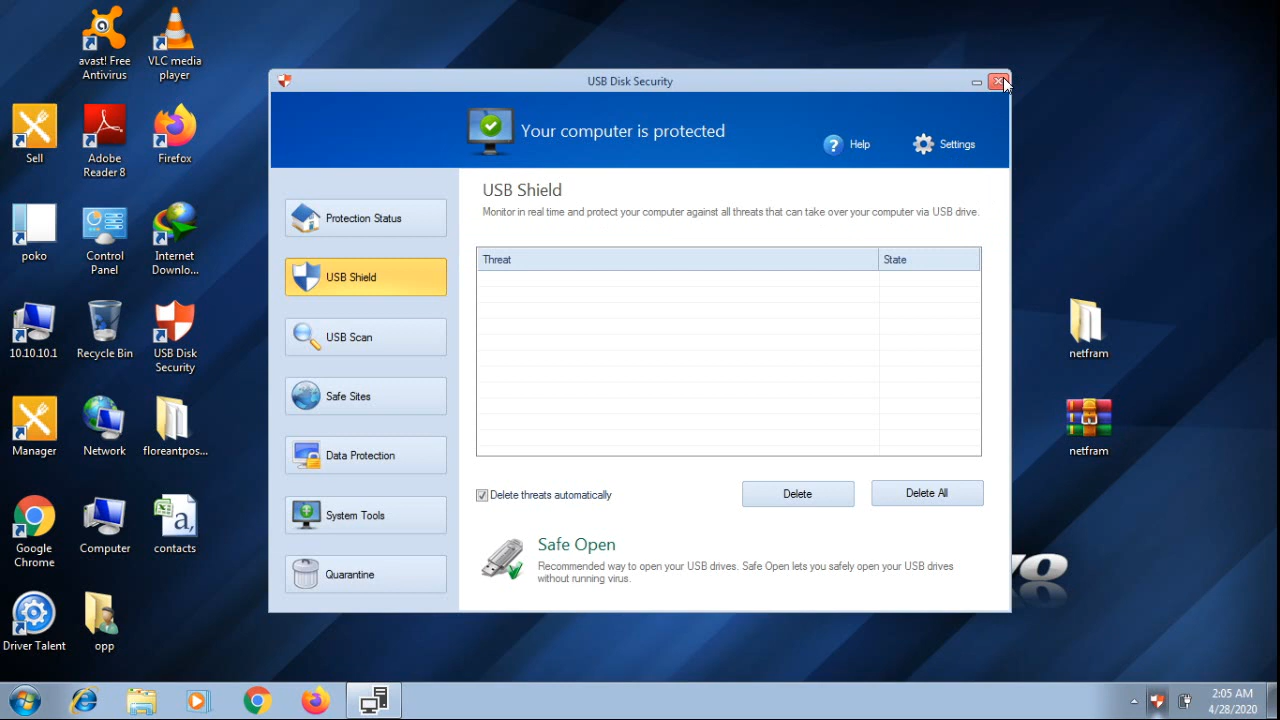 avast! Free
Antivirus
VLC media
player
Sell
Adobe
Reader 8
Firefox
poko
Control
Panel
Internet
Downlo...
10.10.10.1
Recycle Bin
USB Disk
Security
Manager
Network
floreantpos...
Google
Chrome
Computer
contacts
Driver Talent
opp
USB Disk Security
Your computer is protected
Help
Settings
Protection Status
USB Shield
USB Scan
Safe Sites
Data Protection
System Tools
Quarantine
USB Shield
Monitor in real time and protect your computer against all threats that can take over your computer via USB drive.
Threat
State
Delete threats automatically
Delete
Delete All
Safe Open
Recommended way to open your USB drives. Safe Open lets you safely open your USB drives
without running virus.
netfram
netfram
2:05 AM
4/28/2020